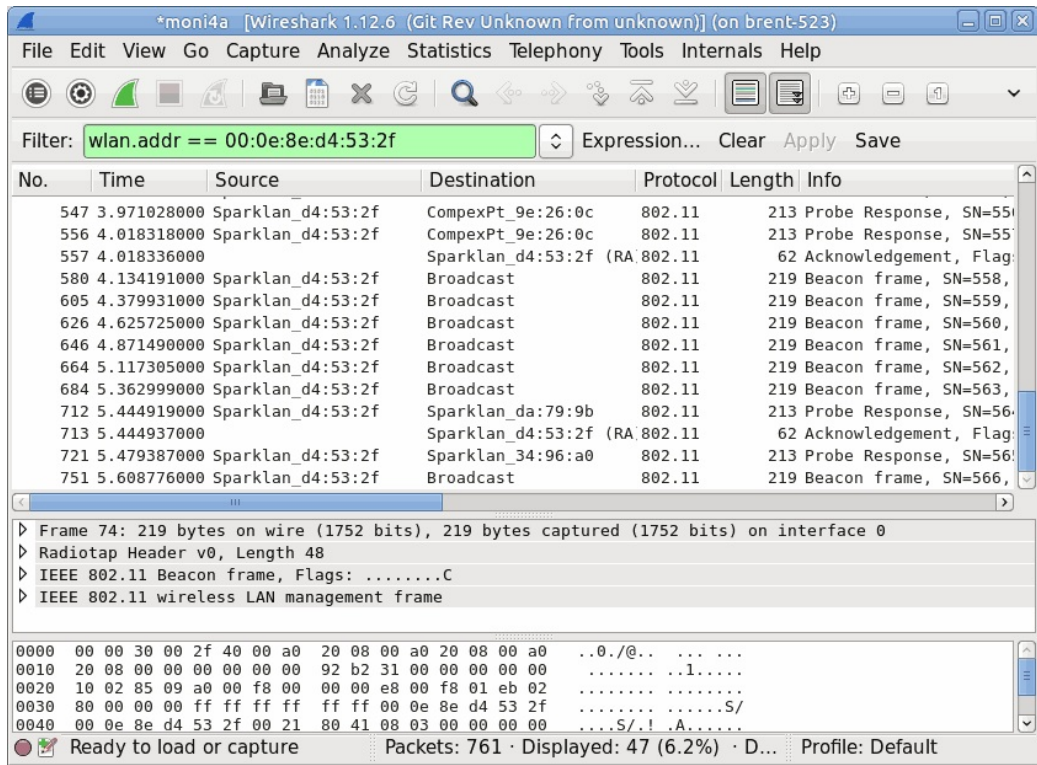 *moni4a [Wireshark 1.12.6 (Git Rev Unknown from unknown)] (on brent-523)
File Edit View Go Capture Analyze Statistics Telephony Tools Internals Help
Filter: wlan.addr == 00:0e:8e:d4:53:2f Expression... Clear Apply Save
No. Time Source Destination Protocol Length Info
547 3.971028000 Sparklan_d4:53:2f CompexPt_9e:26:0c 802.11 213 Probe Response, SN=55
556 4.018318000 Sparklan_d4:53:2f CompexPt_9e:26:0c 802.11 213 Probe Response, SN=55
557 4.018336000 Sparklan_d4:53:2f (RA 802.11 62 Acknowledgement, Flag
580 4.134191000 Sparklan_d4:53:2f Broadcast 802.11 219 Beacon frame, SN=558,
605 4.379931000 Sparklan_d4:53:2f Broadcast 802.11 219 Beacon frame, SN=559,
626 4.625725000 Sparklan_d4:53:2f Broadcast 802.11 219 Beacon frame, SN=560,
646 4.871490000 Sparklan_d4:53:2f Broadcast 802.11 219 Beacon frame, SN=561,
664 5.117305000 Sparklan_d4:53:2f Broadcast 802.11 219 Beacon frame, SN=562,
684 5.362999000 Sparklan_d4:53:2f Broadcast 802.11 219 Beacon frame, SN=563,
712 5.444919000 Sparklan_d4:53:2f Sparklan_da:79:9b 802.11 213 Probe Response, SN=56
713 5.444937000 Sparklan_d4:53:2f (RA 802.11 62 Acknowledgement, Flag
721 5.479387000 Sparklan_d4:53:2f Sparklan_34:96:a0 802.11 213 Probe Response, SN=56
751 5.608776000 Sparklan_d4:53:2f Broadcast 802.11 219 Beacon frame, SN=566,
Frame 74: 219 bytes on wire (1752 bits), 219 bytes captured (1752 bits) on interface 0
Radiotap Header v0, Length 48
IEEE 802.11 Beacon frame, Flags: ........C
IEEE 802.11 wireless LAN management frame
0000 00 00 30 00 2f 40 00 a0 20 08 00 a0 20 08 00 a0 ..0./@.. ... ...
0010 20 08 00 00 00 00 00 00 92 b2 31 00 00 00 00 00 ....... ..1.....
0020 10 02 85 09 a0 00 f8 00 00 00 e8 00 f8 01 eb 02 ........ ........
0030 80 00 00 00 ff ff ff ff ff ff 00 0e 8e d4 53 2f ........ ......S/
0040 00 0e 8e d4 53 2f 00 21 80 41 08 03 00 00 00 00 ....S/.! .A......
Ready to load or capture Packets: 761 · Displayed: 47 (6.2%) · D... Profile: Default